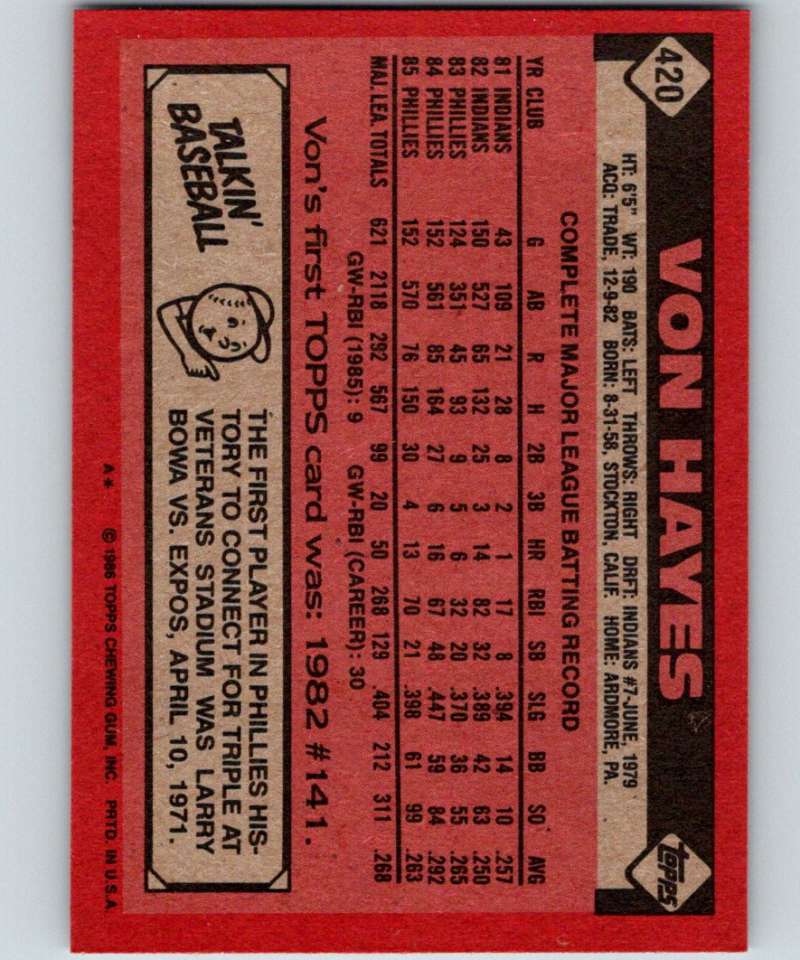 420
VON HAYES
TOPPS
HT: 6'5" WT: 190 BATS: LEFT THROWS: RIGHT DRFT: INDIANS #7-JUNE, 1979
ACQ: TRADE, 12-9-82 BORN: 8-31-58, STOCKTON, CALIF. HOME: ARDMORE, PA.
COMPLETE MAJOR LEAGUE BATTING RECORD
YR CLUB G AB R H 2B 3B HR RBI SB SLG BB SO AVG
81 INDIANS 43 109 21 28 8 2 1 17 8 .394 14 10 .257
82 INDIANS 150 527 65 132 25 3 14 82 32 .389 42 63 .250
83 PHILLIES 124 351 45 93 9 5 6 32 20 .370 36 55 .265
84 PHILLIES 152 561 85 164 27 6 16 67 48 .447 59 84 .292
85 PHILLIES 152 570 76 150 30 4 13 70 21 .398 61 99 .263
MAJ. LEA. TOTALS 621 2118 292 567 99 20 50 268 129 .404 212 311 .268
GW-RBI (1985): 9 GW-RBI (CAREER): 30
Von's first TOPPS card was: 1982 #141.
TALKIN'
BASEBALL
THE FIRST PLAYER IN PHILLIES HIS-
TORY TO CONNECT FOR TRIPLE AT
VETERANS STADIUM WAS LARRY
BOWA VS. EXPOS, APRIL 10, 1971.
A* © 1986 TOPPS CHEWING GUM, INC. PRTD. IN U.S.A.